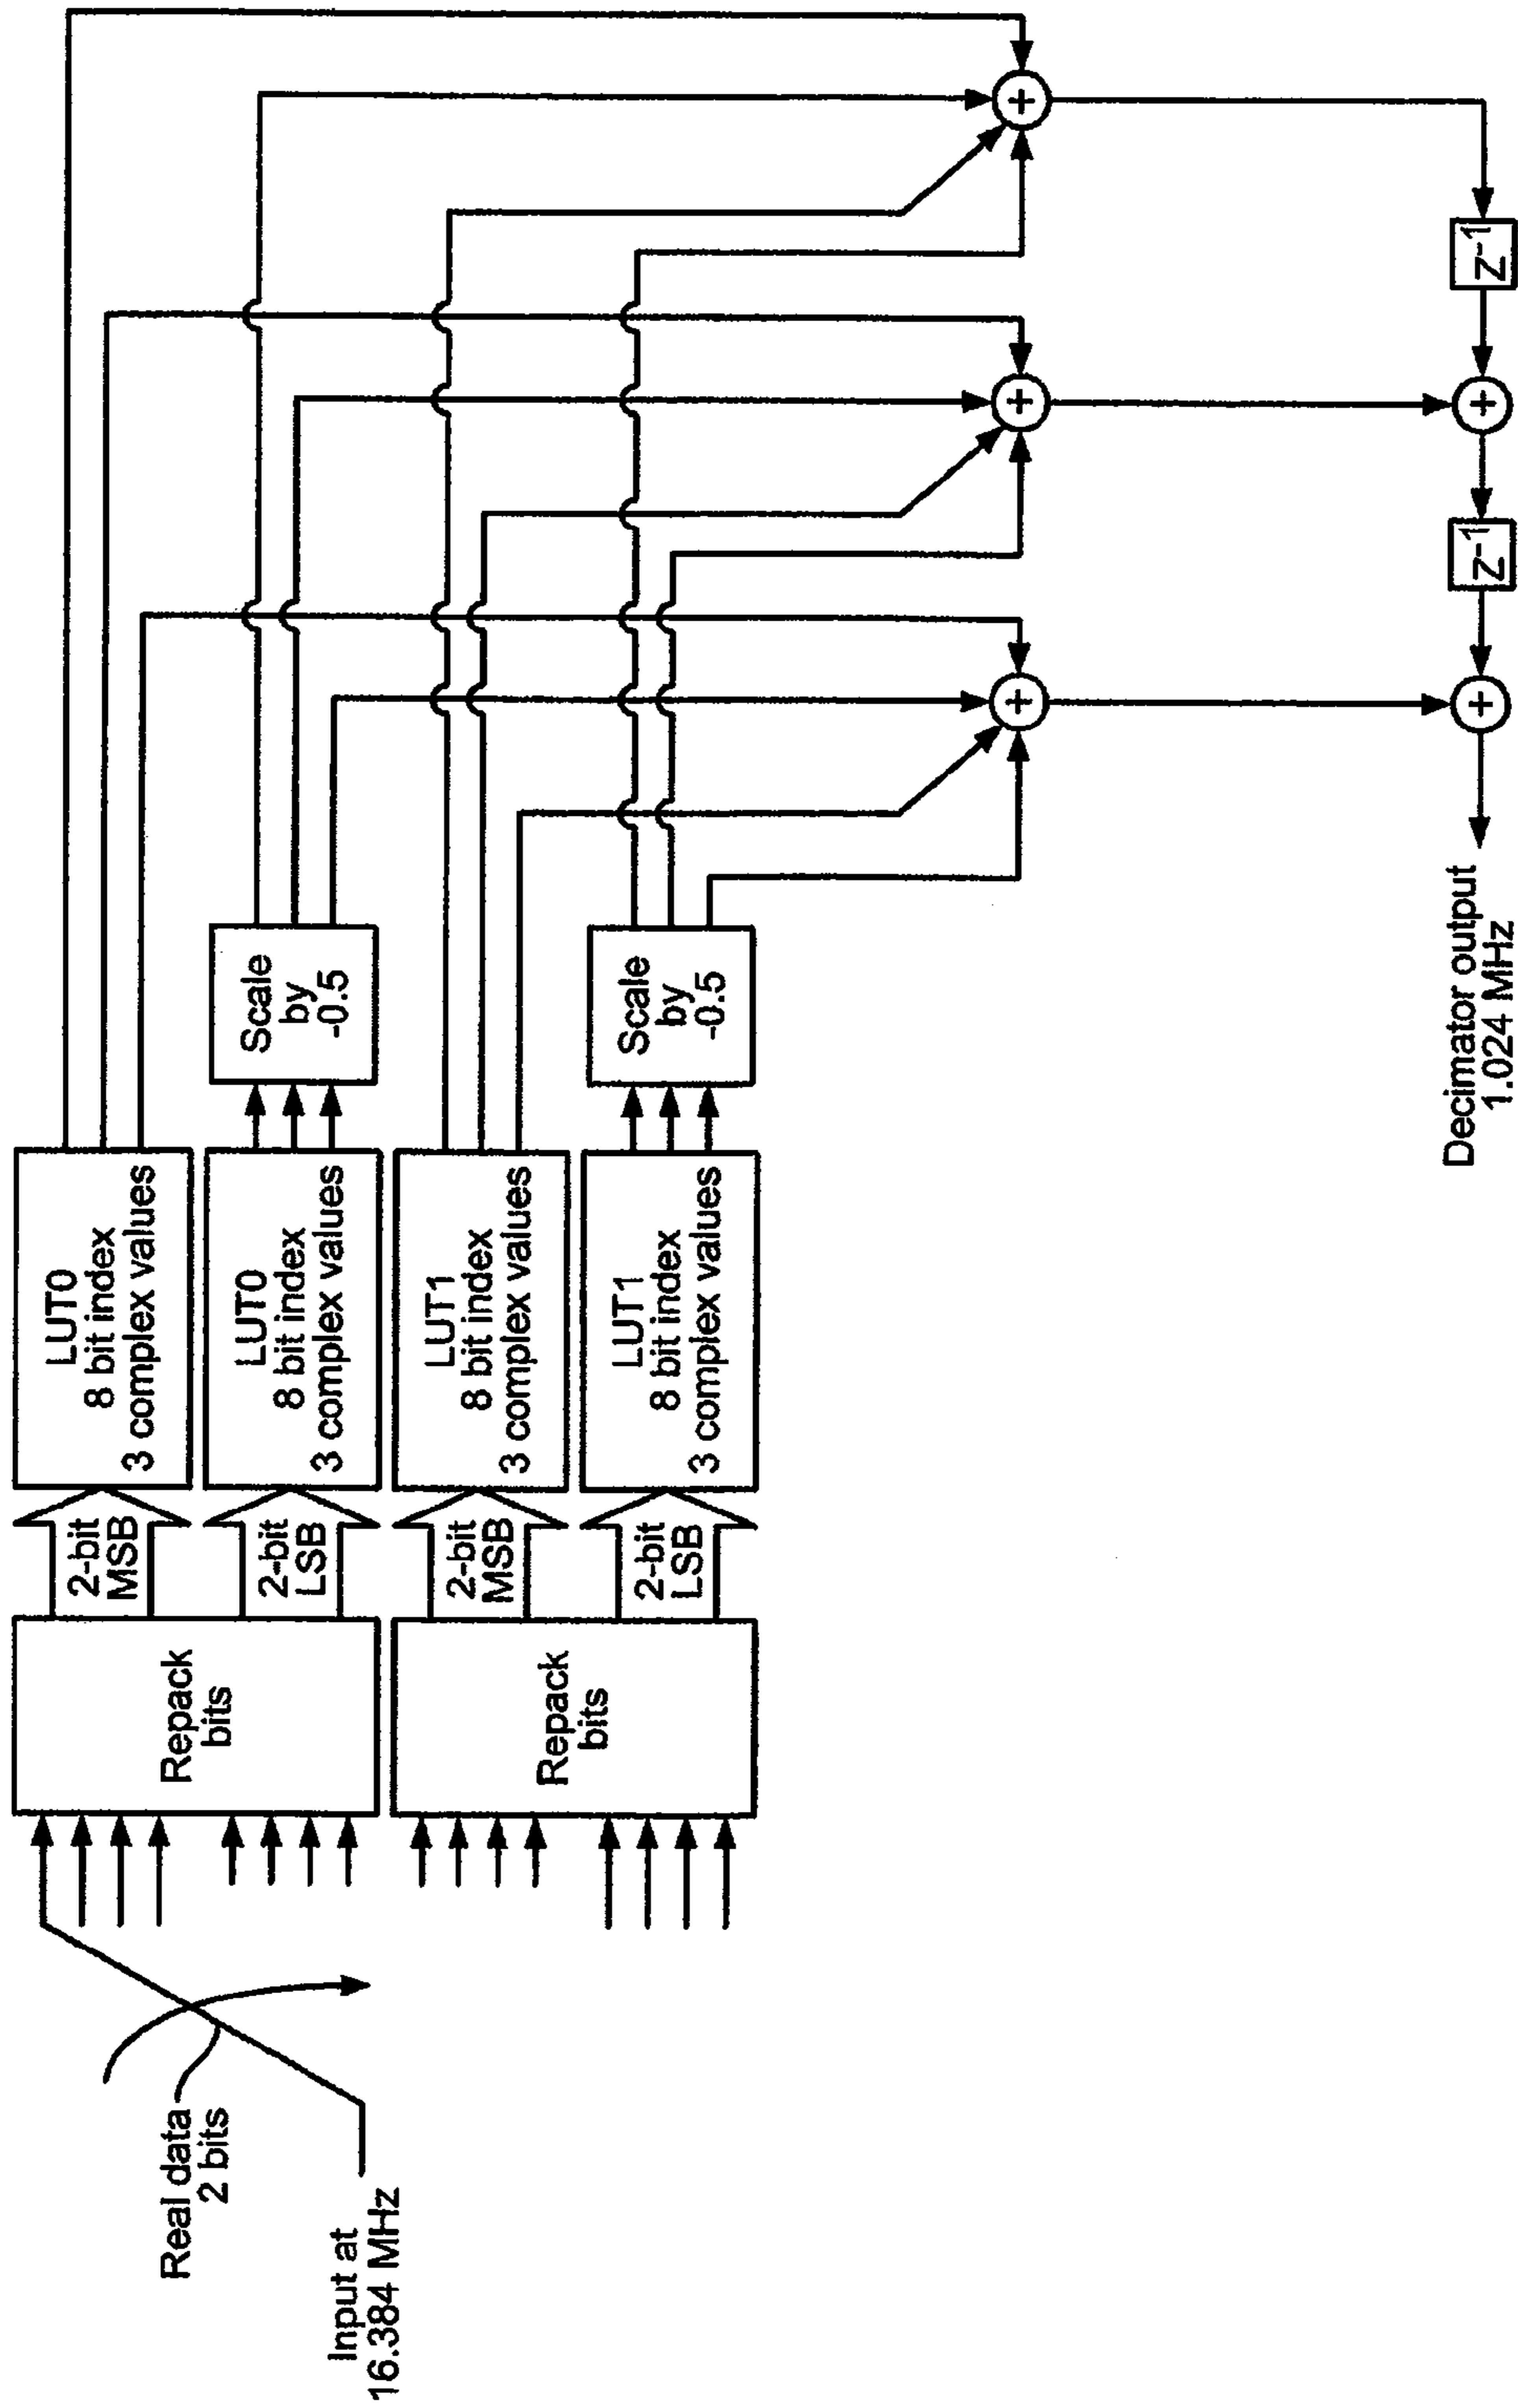 Input at
16.384 MHz
Real data
2 bits
Repack
bits
Repack
bits
2-bit
MSB
2-bit
LSB
2-bit
MSB
2-bit
LSB
LUT0
8 bit index
3 complex values
LUT0
8 bit index
3 complex values
LUT1
8 bit index
3 complex values
LUT1
8 bit index
3 complex values
Scale
by
-0.5
Scale
by
-0.5
+
+
+
+
+
z-1
z-1
Decimator output
1.024 MHz